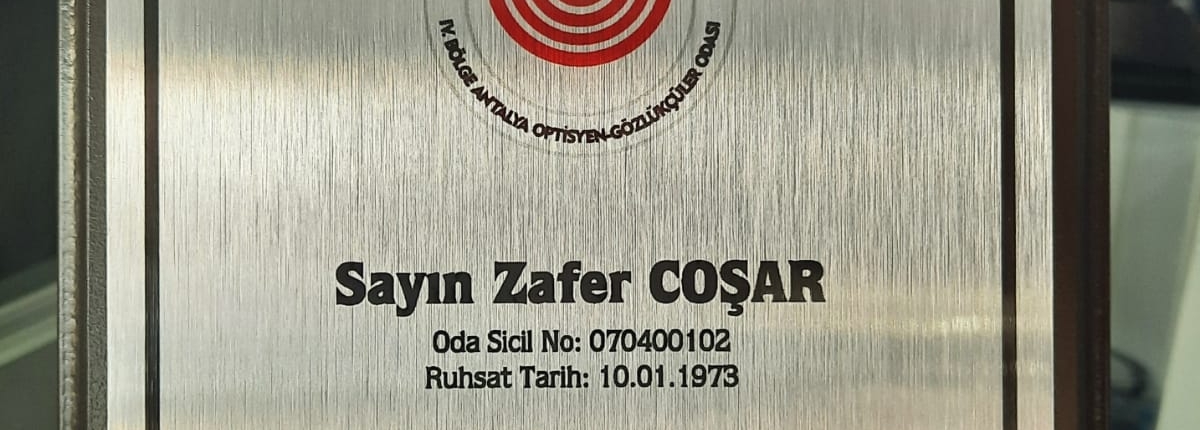 IV. BÖLGE ANTALYA OPTİSYEN-GÖZLÜKÇÜLER ODASI
Sayın Zafer COŞAR
Oda Sicil No: 070400102
Ruhsat Tarih: 10.01.1973